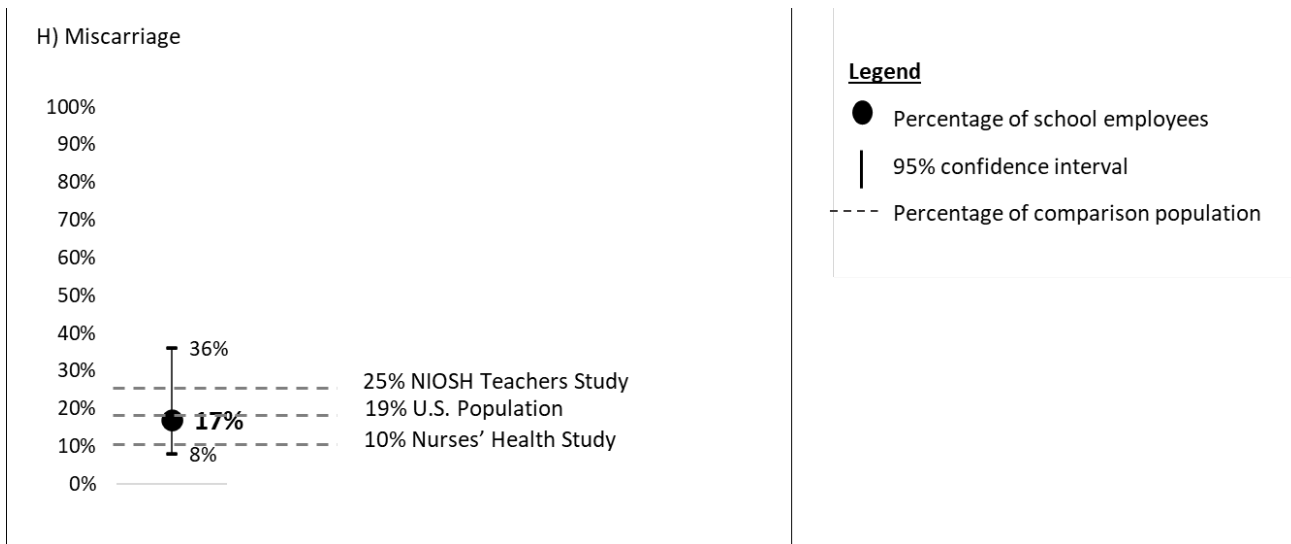 H) Miscarriage
100%
90%
80%
70%
60%
50%
40%
30%
20%
10%
0%
36%
17%
8%
25% NIOSH Teachers Study
19% U.S. Population
10% Nurses’ Health Study
Legend
Percentage of school employees
95% confidence interval
Percentage of comparison population